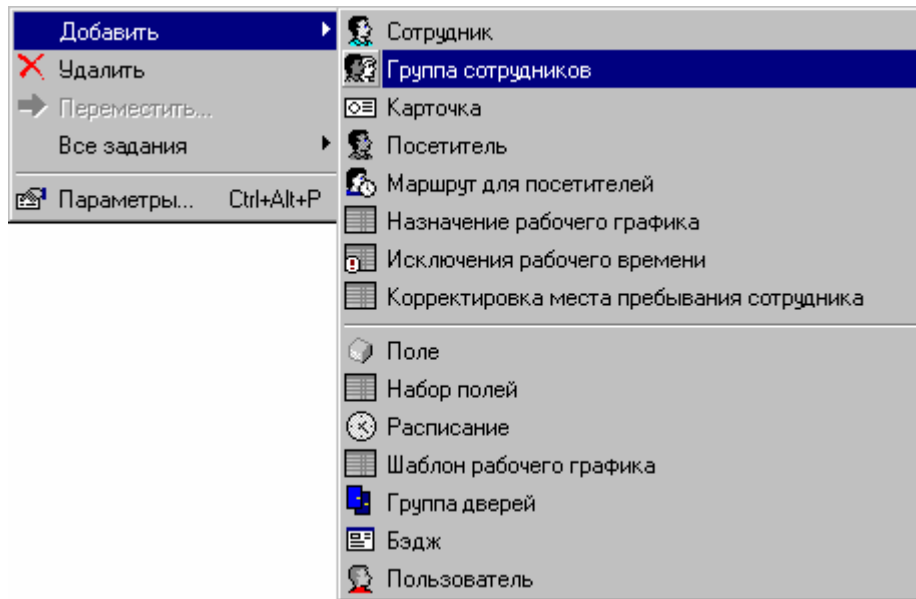 Добавить
Удалить
Переместить...
Все задания
Параметры... Ctrl+Alt+P
Сотрудник
Группа сотрудников
Карточка
Посетитель
Маршрут для посетителей
Назначение рабочего графика
Исключения рабочего времени
Корректировка места пребывания сотрудника
Поле
Набор полей
Расписание
Шаблон рабочего графика
Группа дверей
Бэдж
Пользователь